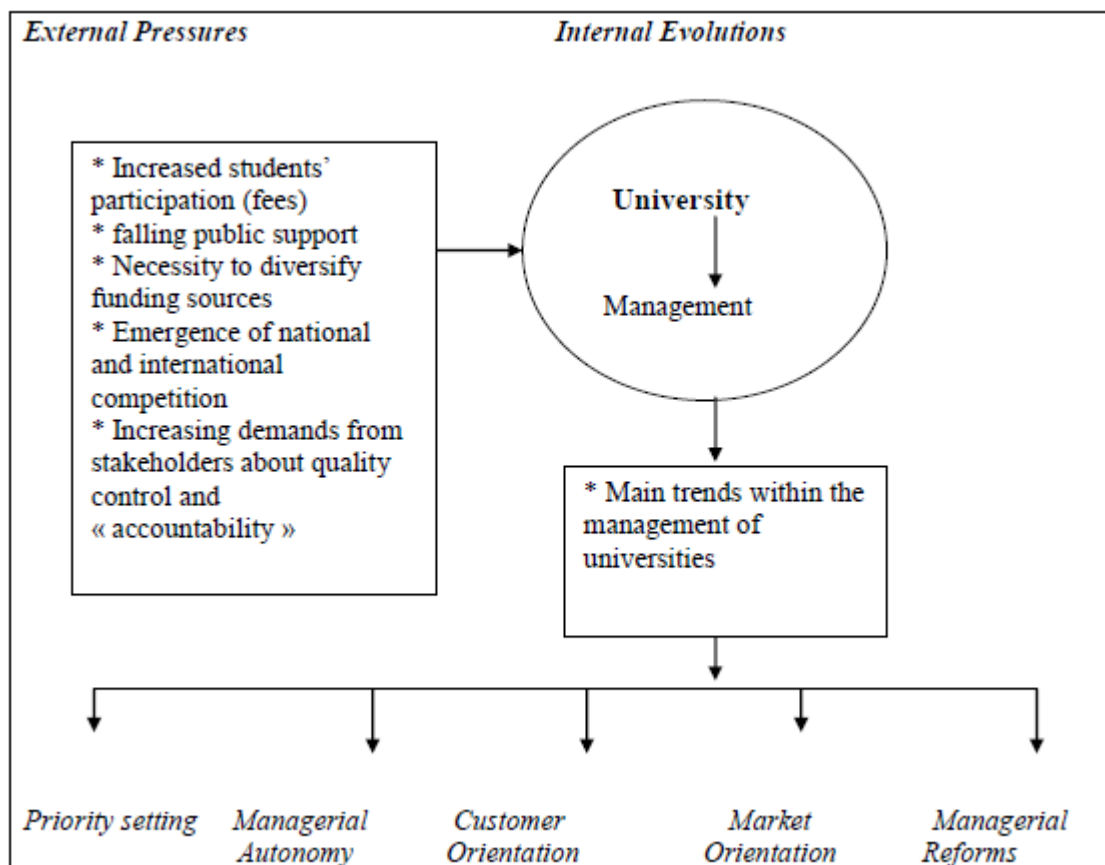 External Pressures
Internal Evolutions
* Increased students’
participation (fees)
* falling public support
* Necessity to diversify
funding sources
* Emergence of national
and international
competition
* Increasing demands from
stakeholders about quality
control and
« accountability »
University
Management
* Main trends within the
management of
universities
Priority setting
Managerial
Autonomy
Customer
Orientation
Market
Orientation
Managerial
Reforms